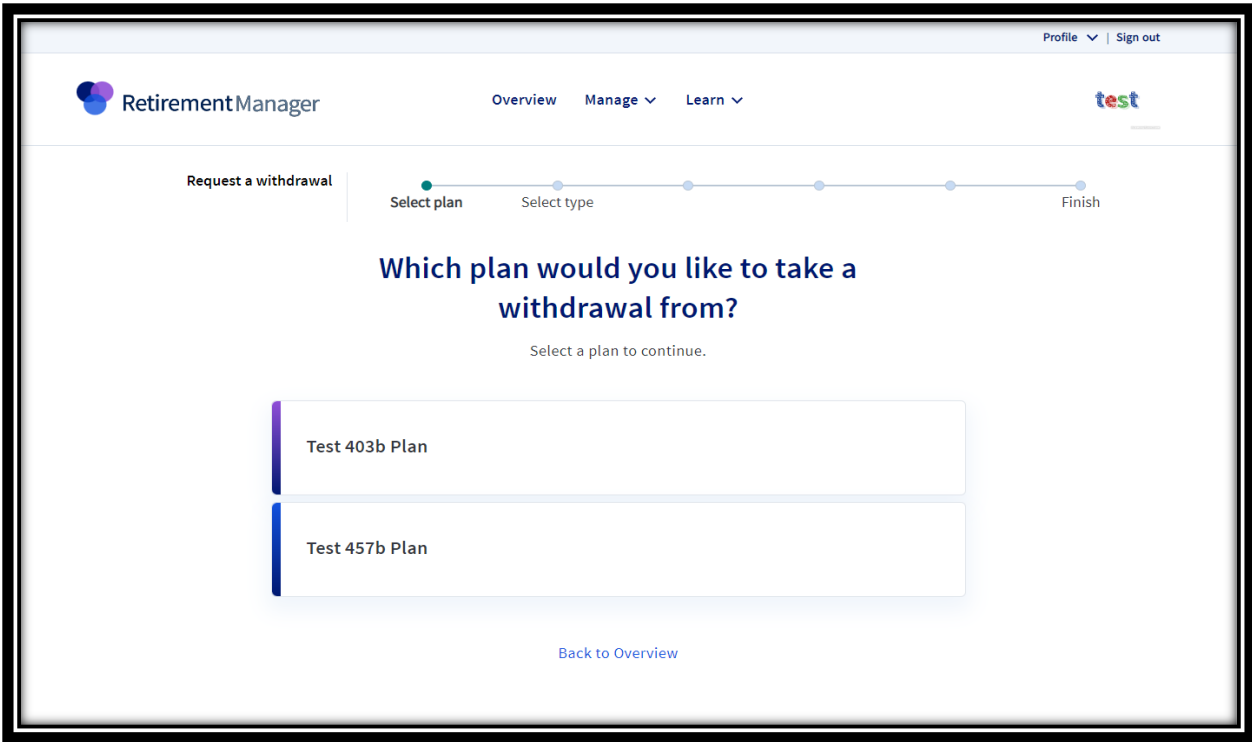 Profile | Sign out
RetirementManager
Overview Manage Learn
test
Request a withdrawal
Select plan Select type Finish
Which plan would you like to take a
withdrawal from?
Select a plan to continue.
Test 403b Plan
Test 457b Plan
Back to Overview